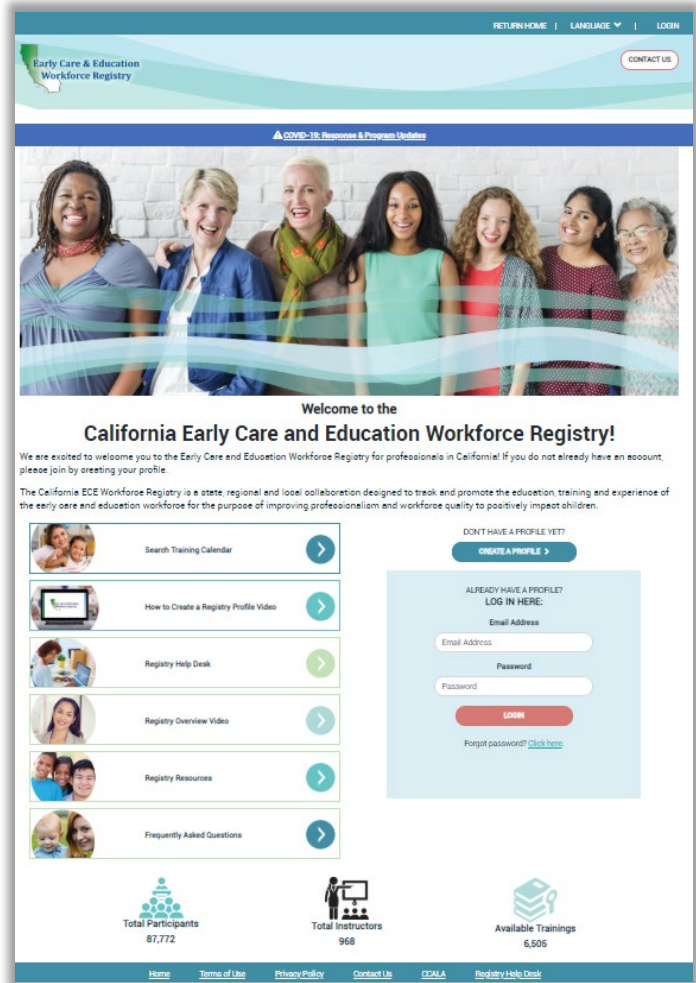 RETURN HOME | LANGUAGE | LOGIN
Early Care & Education
Workforce Registry
CONTACT US
COVID-19: Response & Program Updates
Welcome to the
California Early Care and Education Workforce Registry!
We are excited to welcome you to the Early Care and Education Workforce Registry for professionals in California! If you do not already have an account,
please join by creating your profile.
The California ECE Workforce Registry is a state, regional and local collaboration designed to track and promote the education, training and experience of
the early care and education workforce for the purpose of improving professionalism and workforce quality to positively impact children.
Search Training Calendar
How to Create a Registry Profile Video
Registry Help Desk
Registry Overview Video
Registry Resources
Frequently Asked Questions
DON'T HAVE A PROFILE YET?
CREATE A PROFILE >
ALREADY HAVE A PROFILE?
LOG IN HERE:
Email Address
Email Address
Password
Password
LOGIN
Forgot password? Click here.
Total Participants
87,772
Total Instructors
968
Available Trainings
6,505
Home Terms of Use Privacy Policy Contact Us CCALA Registry Help Desk